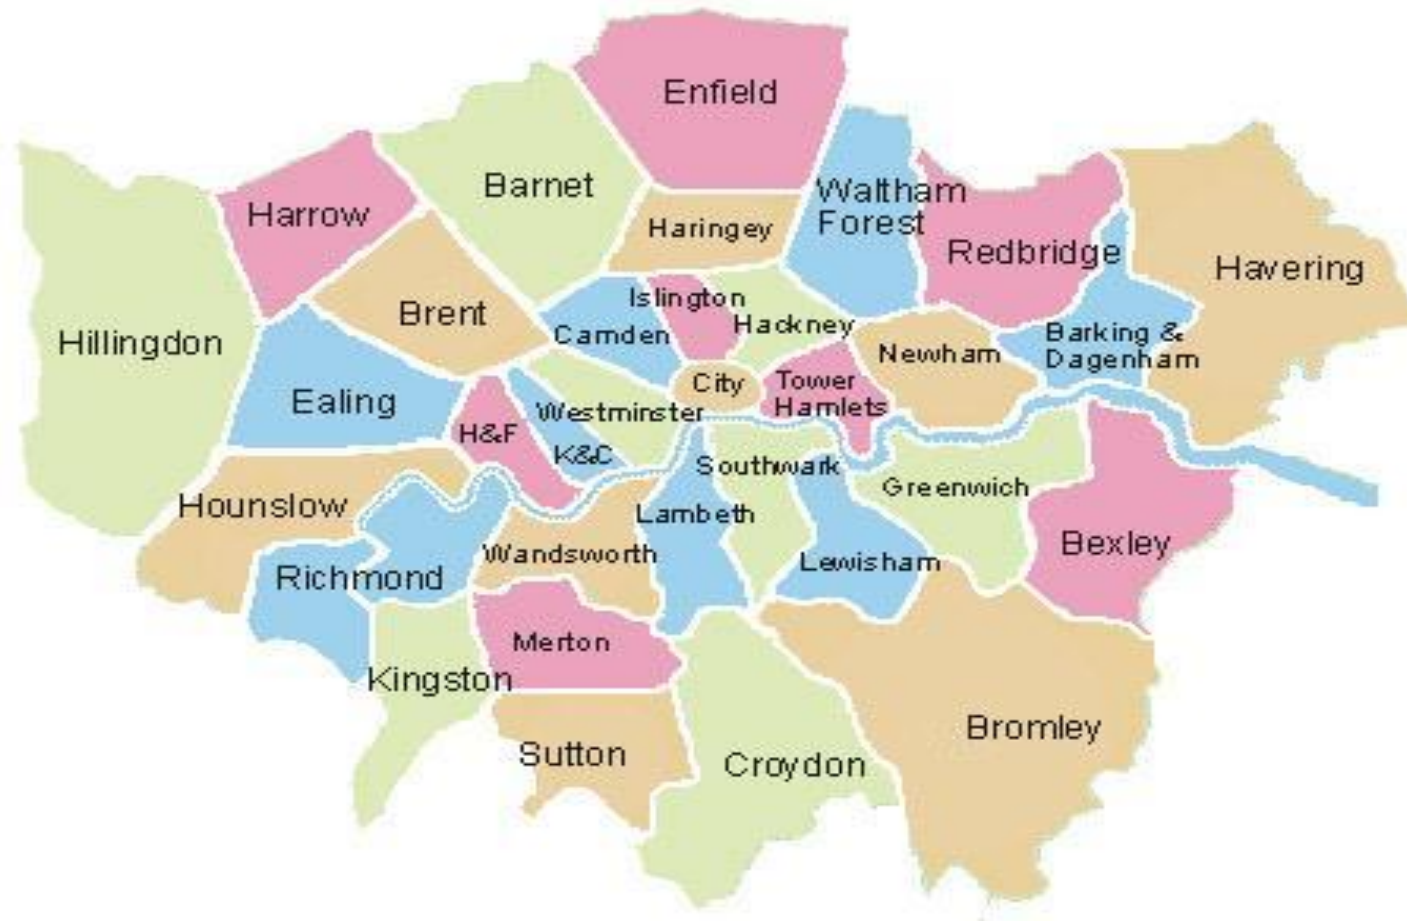 Enfield
Barnet
Waltham
Forest
Harrow
Haringey
Redbridge
Havering
Islington
Brent
Camden
Hackney
Hillingdon
Newham
Barking &
Dagenham
City
Tower
Hamlets
Ealing
Westminster
H&F
K&C
Southwark
Greenwich
Hounslow
Lambeth
Bexley
Wandsworth
Lewisham
Richmond
Merton
Kingston
Bromley
Sutton
Croydon